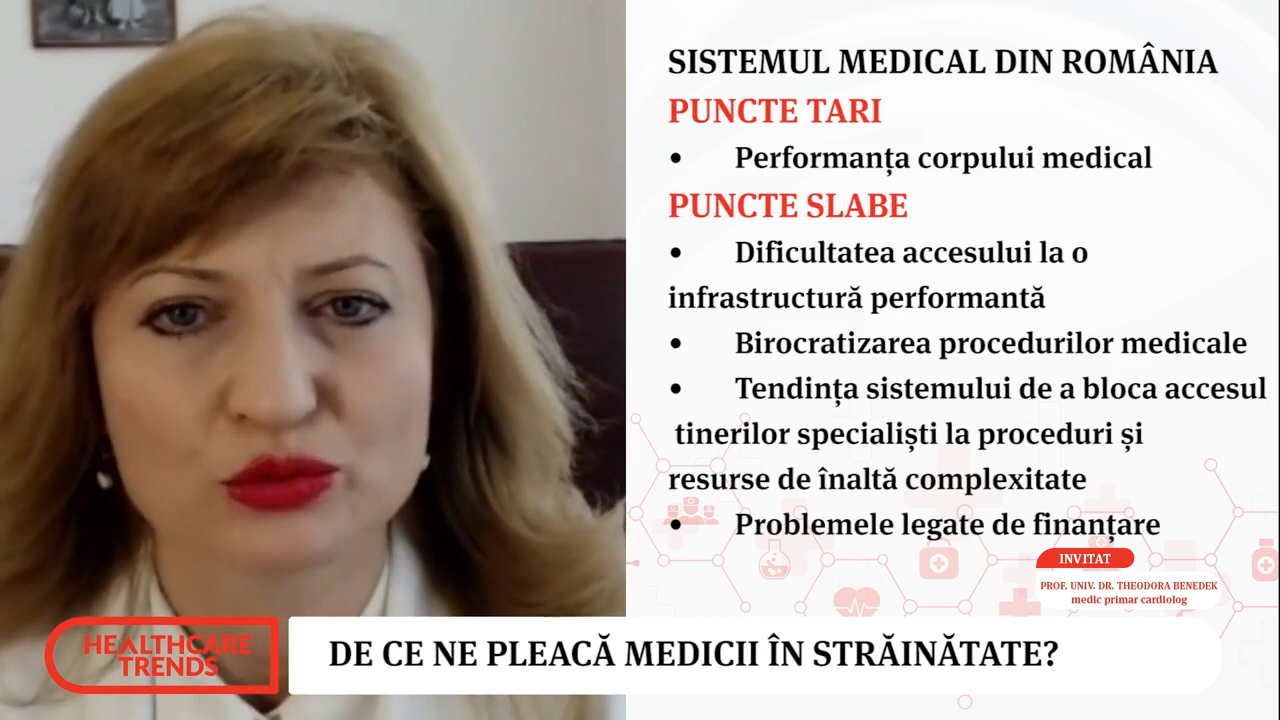 SISTEMUL MEDICAL DIN ROMÂNIA
PUNCTE TARI
• Performanța corpului medical
PUNCTE SLABE
• Dificultatea accesului la o
infrastructură performantă
• Birocratizarea procedurilor medicale
• Tendința sistemului de a bloca accesul
tinerilor specialiști la proceduri și
resurse de înaltă complexitate
• Problemele legate de finanțare
INVITAT
PROF. UNIV. DR. THEODORA BENEDEK
medic primar cardiolog
HEALTHCARE
TRENDS
DE CE NE PLEACĂ MEDICII ÎN STRĂINĂTATE?